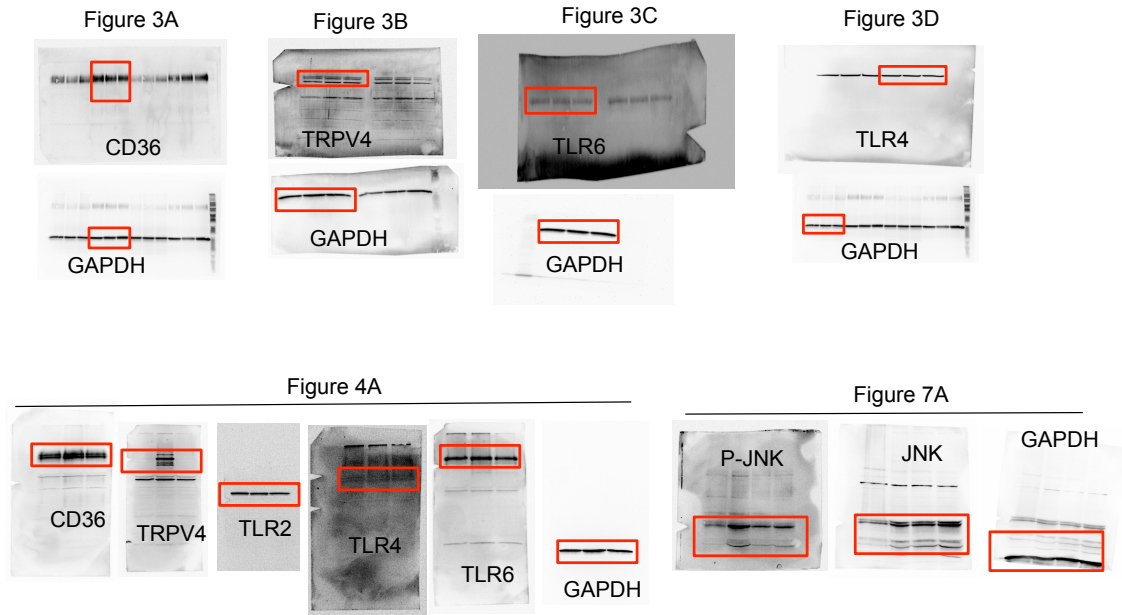 Figure 3A
Figure 3B
Figure 3C
Figure 3D
CD36
TRPV4
TLR6
TLR4
GAPDH
GAPDH
GAPDH
GAPDH
Figure 4A
Figure 7A
CD36
TRPV4
TLR2
TLR4
TLR6
GAPDH
P-JNK
JNK
GAPDH